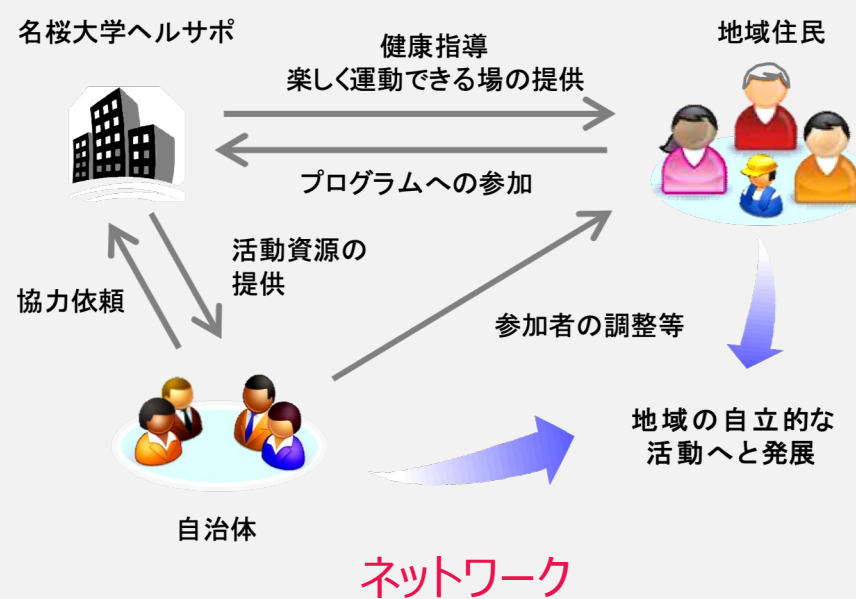 名桜大学ヘルサポ
地域住民
健康指導
楽しく運動できる場の提供
プログラムへの参加
活動資源の
提供
協力依頼
参加者の調整等
地域の自立的な
活動へと発展
自治体
ネットワーク